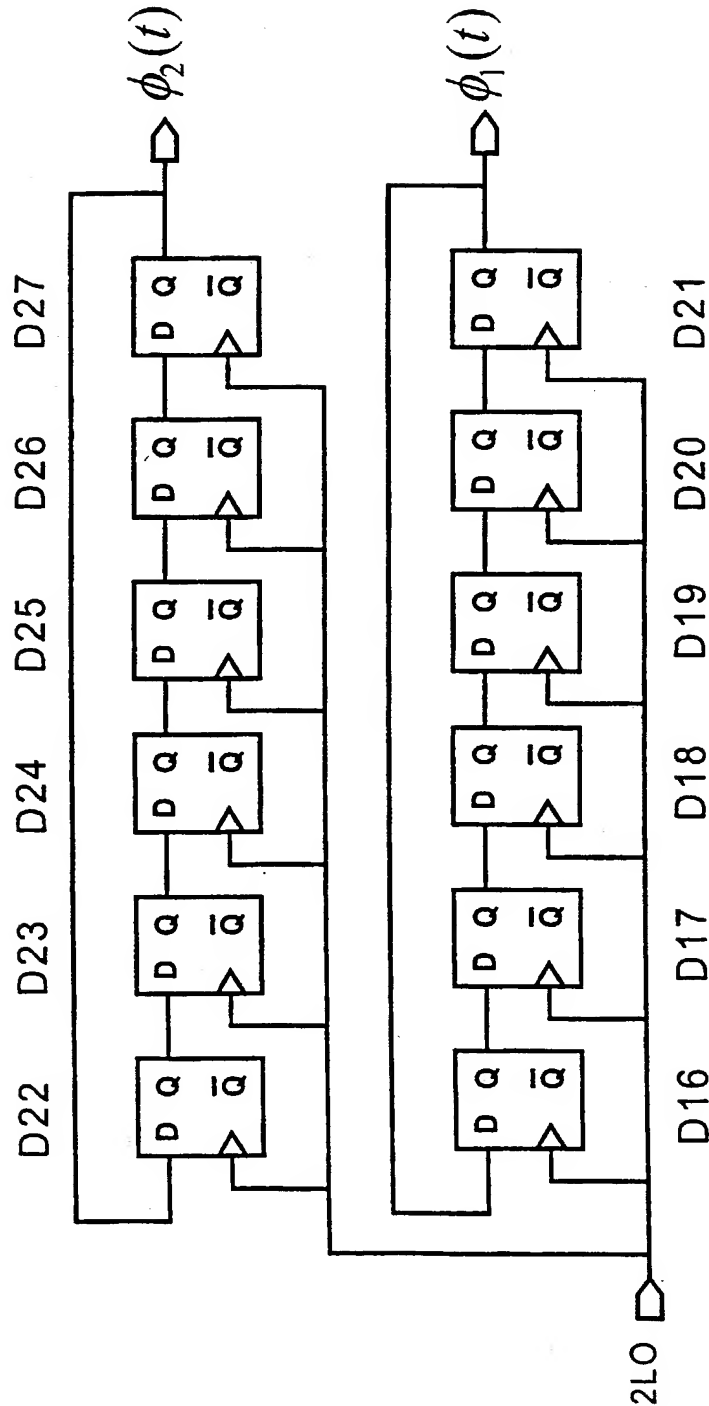 D22 D23 D24 D25 D26 D27
D Q D Q D Q D Q D Q D Q
Q̅ Q̅ Q̅ Q̅ Q̅ Q̅
ϕ₂(t)
D Q D Q D Q D Q D Q D Q
Q̅ Q̅ Q̅ Q̅ Q̅ Q̅
ϕ₁(t)
2LO
D16 D17 D18 D19 D20 D21